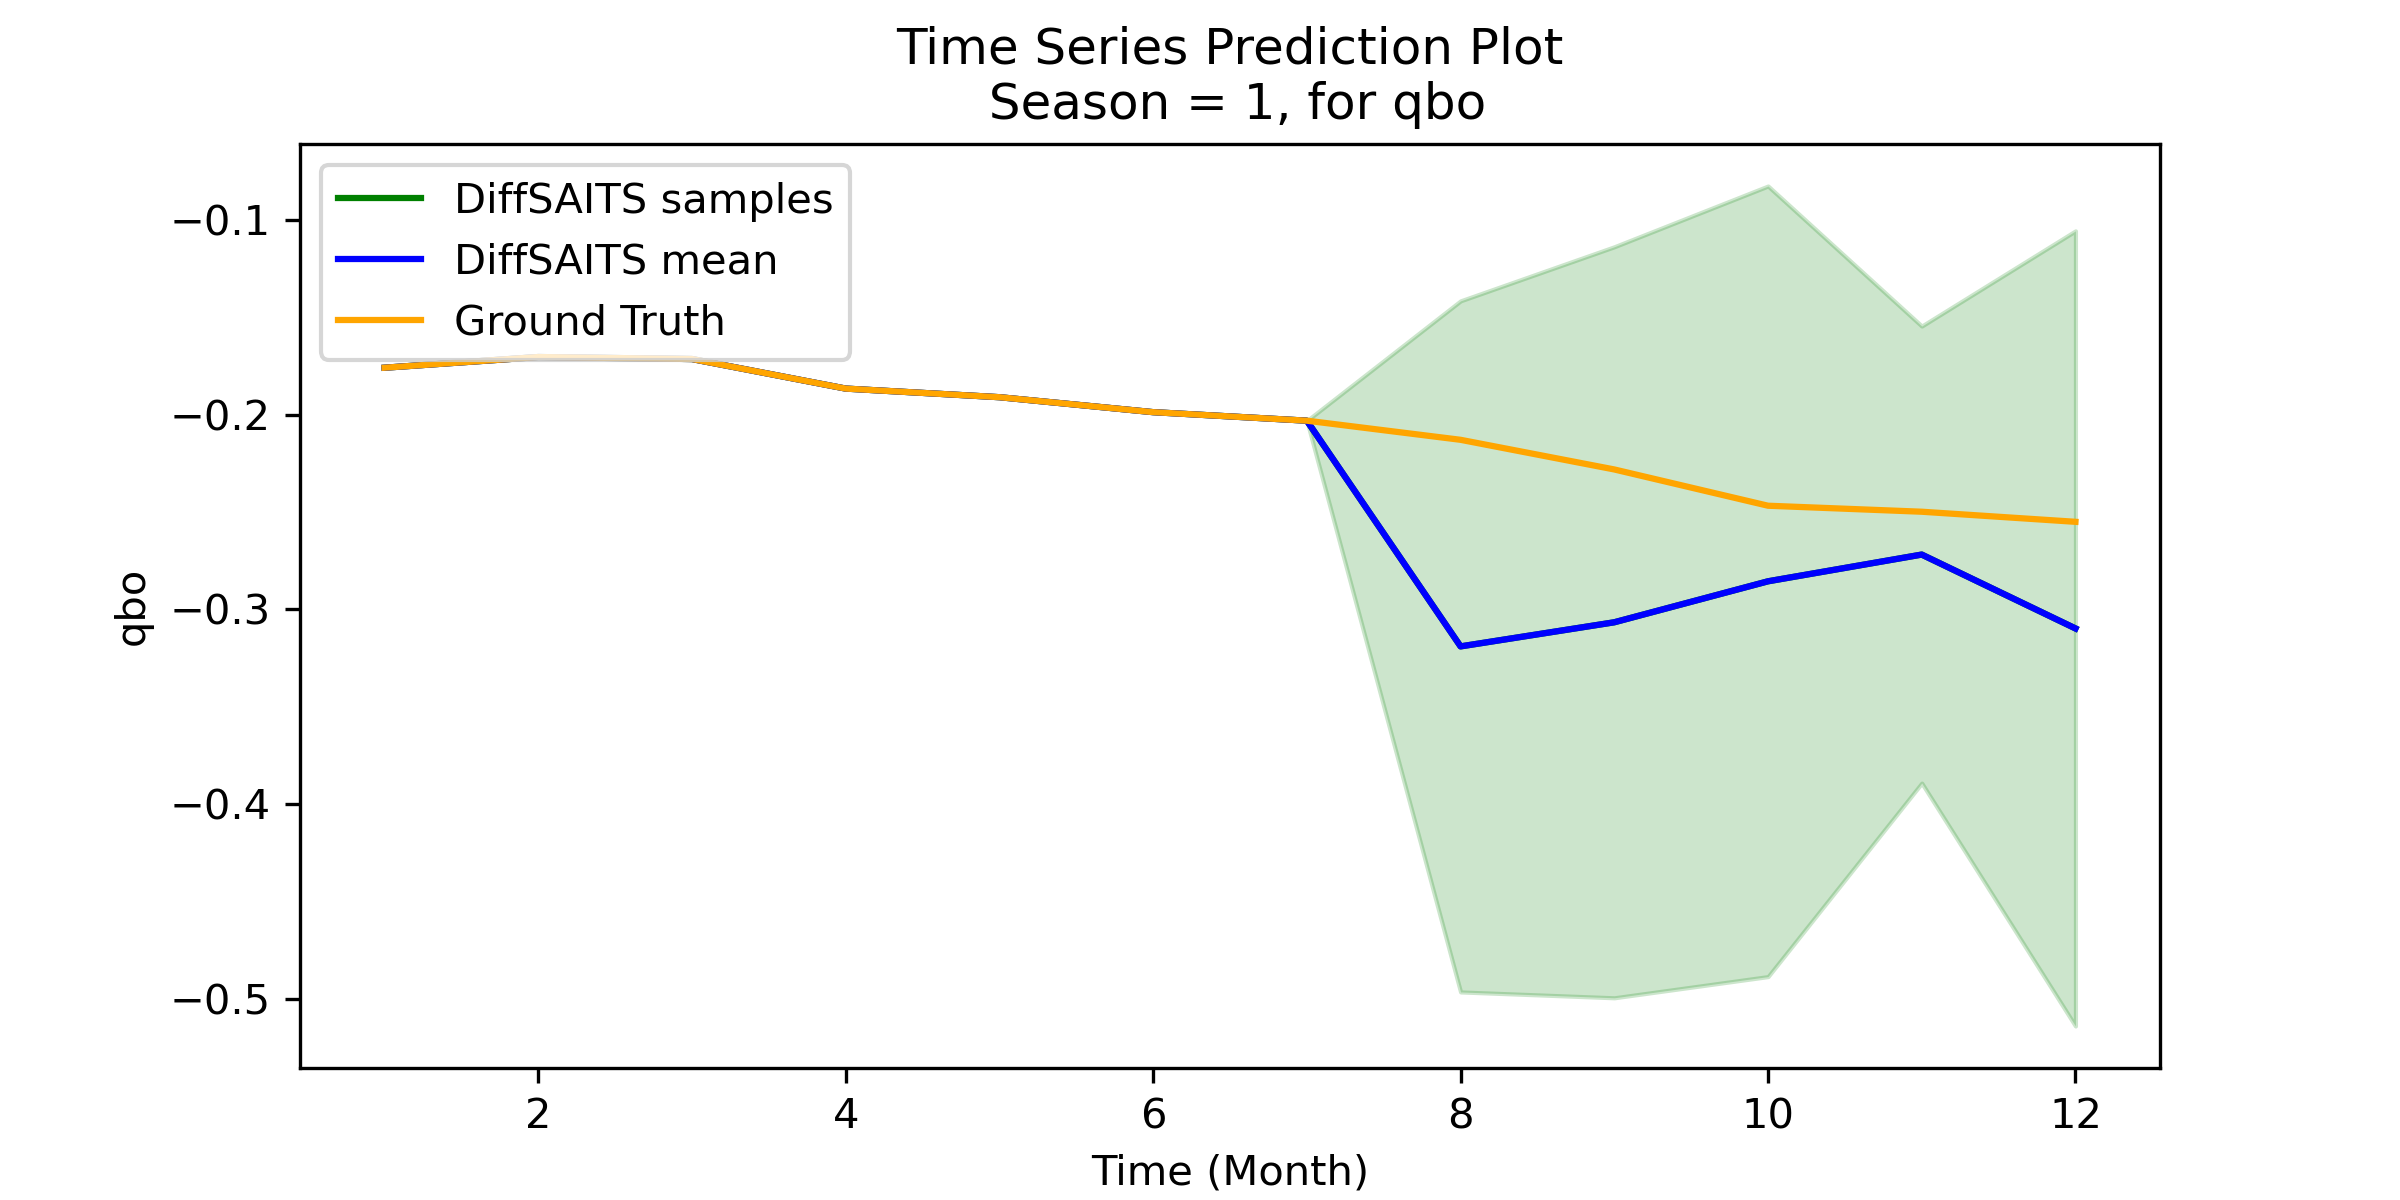 Time Series Prediction Plot
Season = 1, for qbo
DiffSAITS samples
DiffSAITS mean
Ground Truth
−0.1
−0.2
−0.3
−0.4
−0.5
qbo
2 4 6 8 10 12
Time (Month)